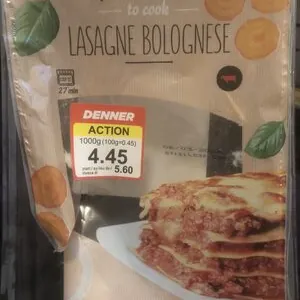 to cook
LASAGNE BOLOGNESE
27 min
DENNER
ACTION
1000g (100g=0.45)
4.45
5.60